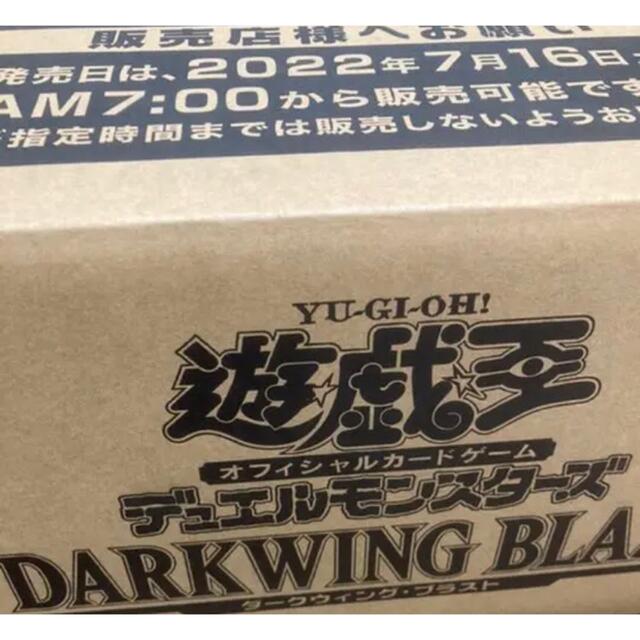 販売店様へお願い
発売日は、2022年7月16日
AM7:00から販売可能です
指定時間までは販売しないようお
YU-GI-OH!
遊☆戯☆王
オフィシャルカードゲーム
デュエルモンスターズ
DARKWING BLA
ダークウィング・ブラスト